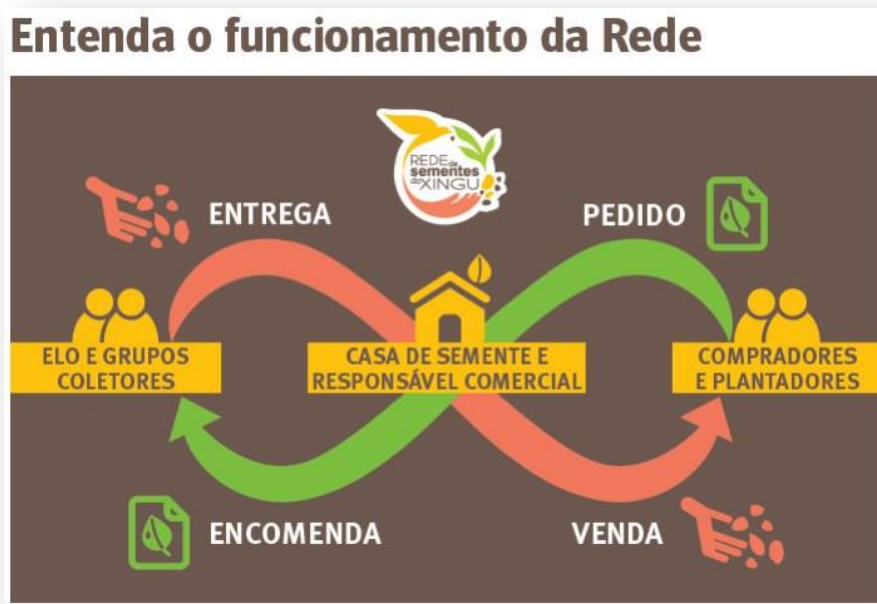 Entenda o funcionamento da Rede
REDE de
sementes
do XINGU
ENTREGA
PEDIDO
ELO E GRUPOS
COLETORES
CASA DE SEMENTE E
RESPONSÁVEL COMERCIAL
COMPRADORES
E PLANTADORES
ENCOMENDA
VENDA